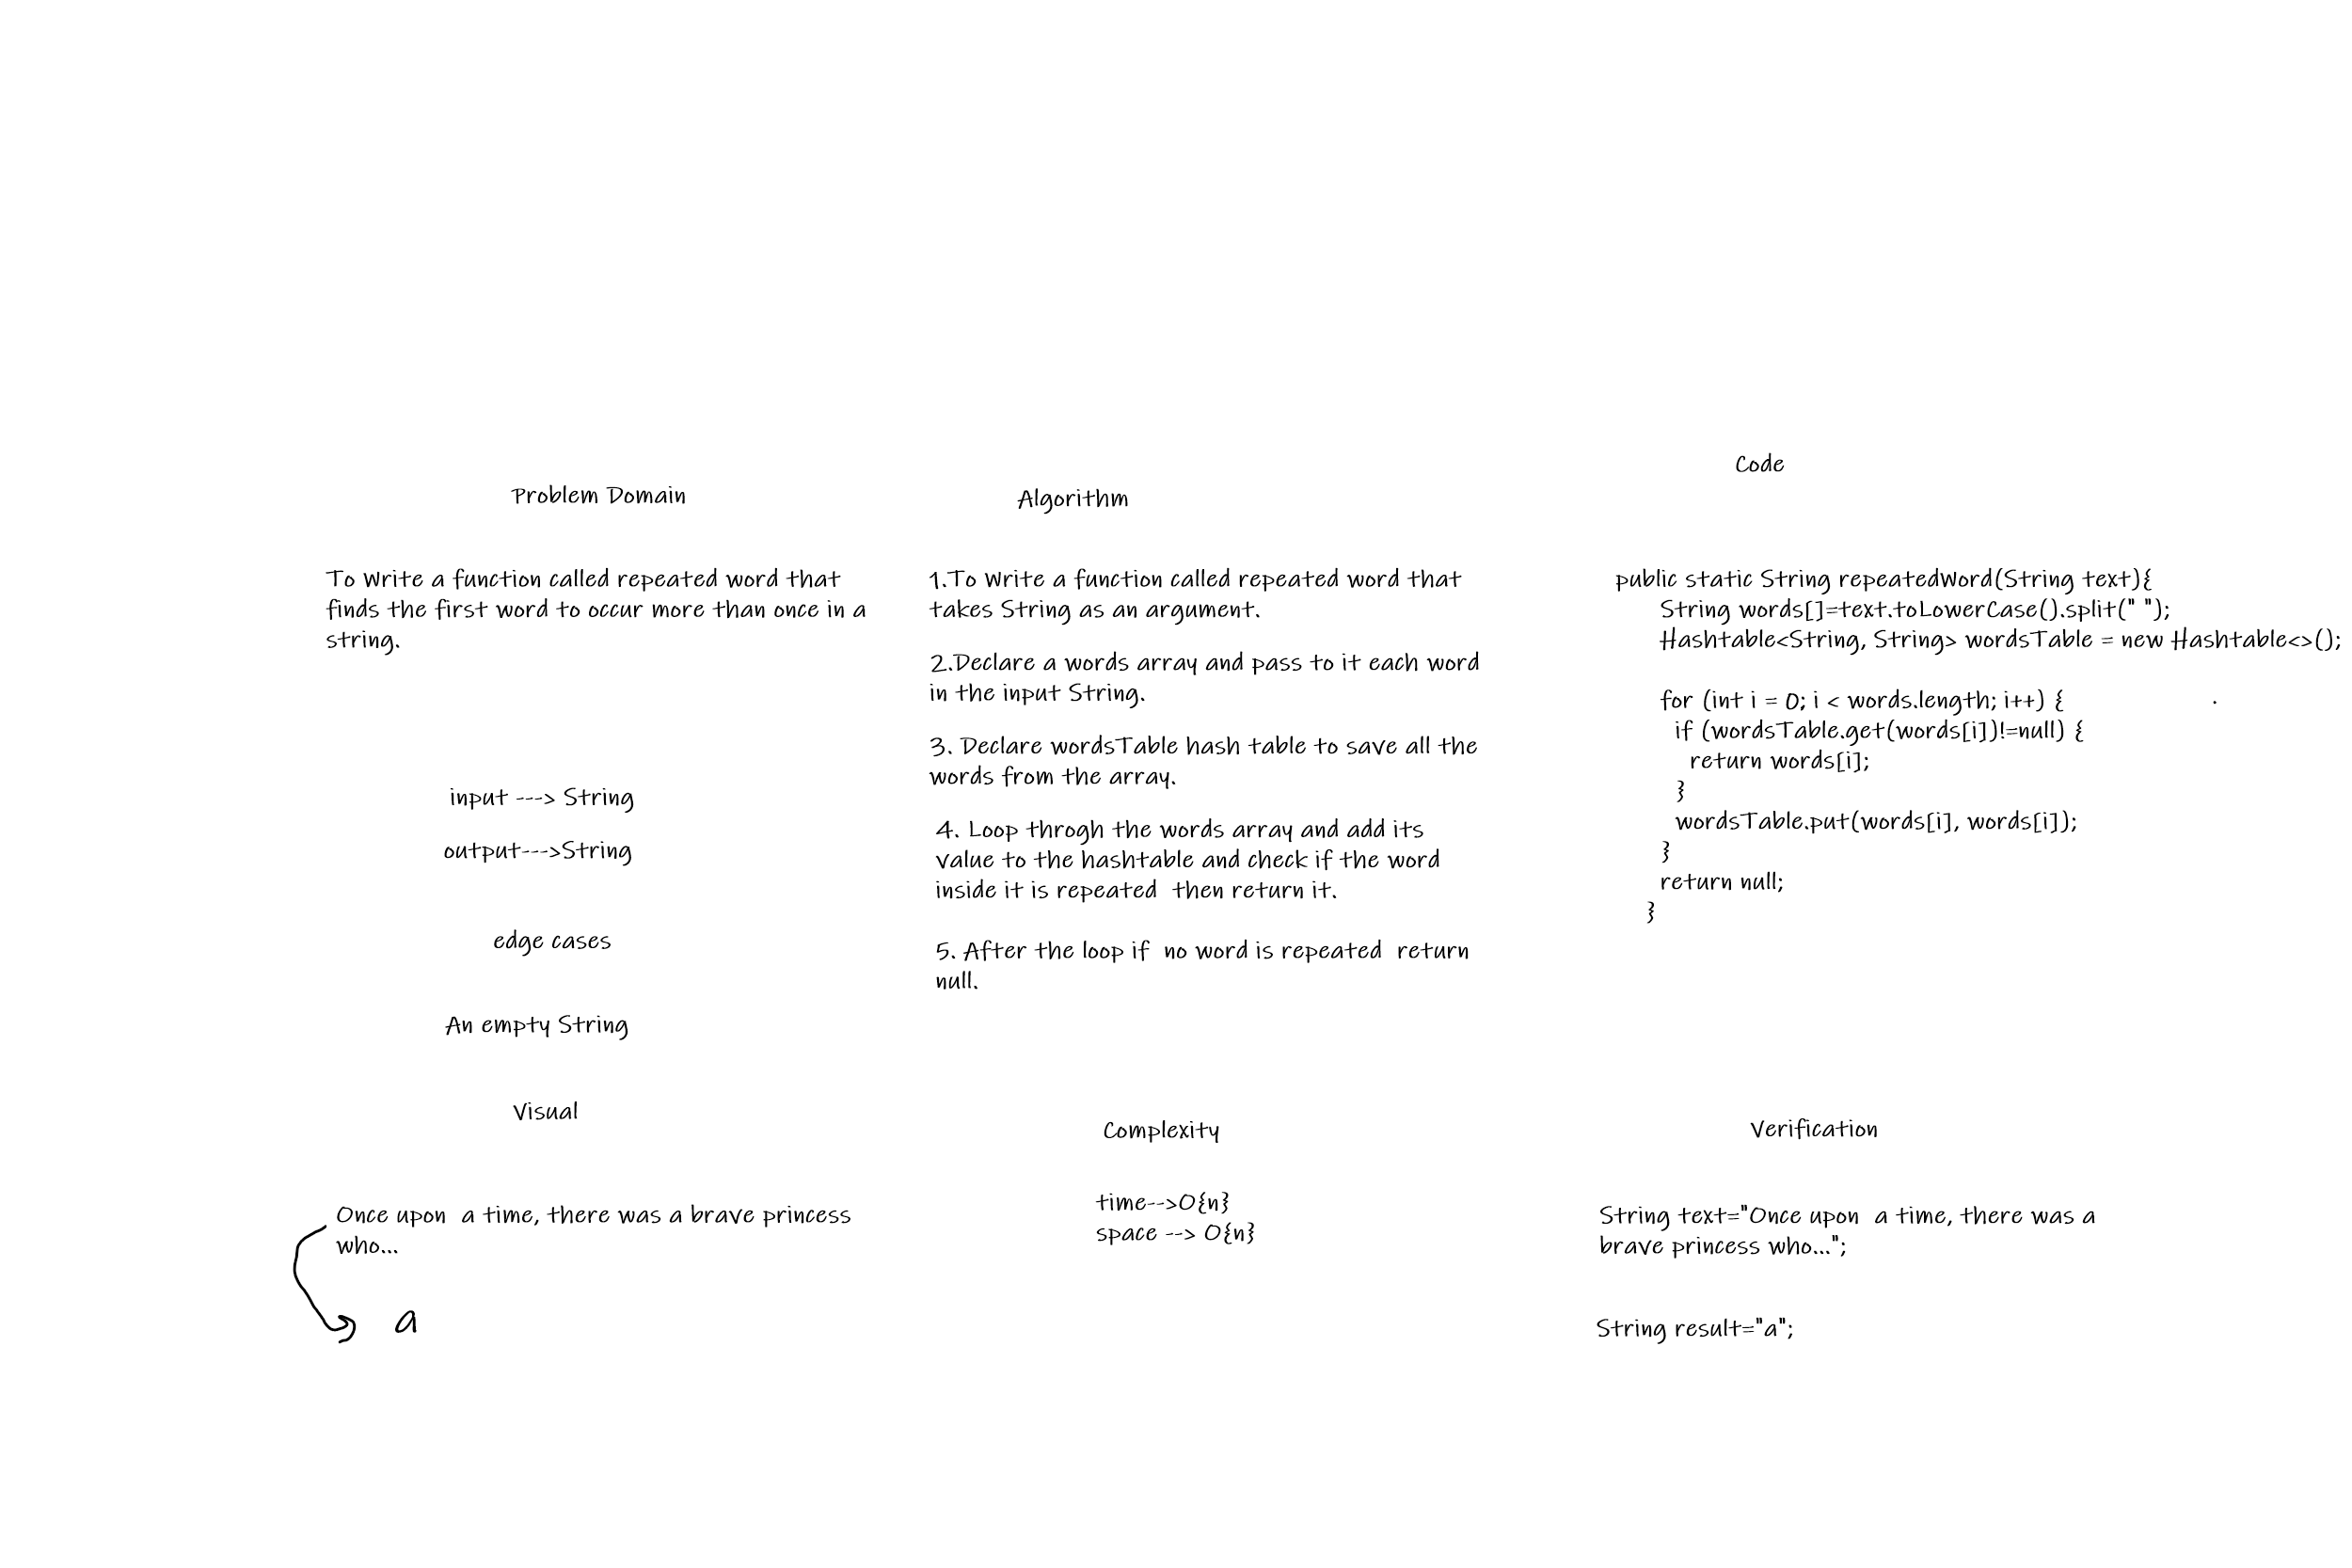 Problem Domain
To Write a function called repeated word that
finds the first word to occur more than once in a
string.
input ---> String
output--->String
edge cases
An empty String
Visual
Once upon  a time, there was a brave princess
who...
a
Algorithm
1.To Write a function called repeated word that
takes String as an argument.
2.Declare a words array and pass to it each word
in the input String.
3. Declare wordsTable hash table to save all the
words from the array.
4. Loop throgh the words array and add its
value to the hashtable and check if the word
inside it is repeated  then return it.
5. After the loop if  no word is repeated  return
null.
Complexity
time-->O{n}
space --> O{n}
Code
public static String repeatedWord(String text){
String words[]=text.toLowerCase().split(" ");
Hashtable<String, String> wordsTable = new Hashtable<>();
for (int i = 0; i < words.length; i++) {
if (wordsTable.get(words[i])!=null) {
return words[i];
}
wordsTable.put(words[i], words[i]);
}
return null;
}
Verification
String text="Once upon  a time, there was a
brave princess who...";
String result="a";